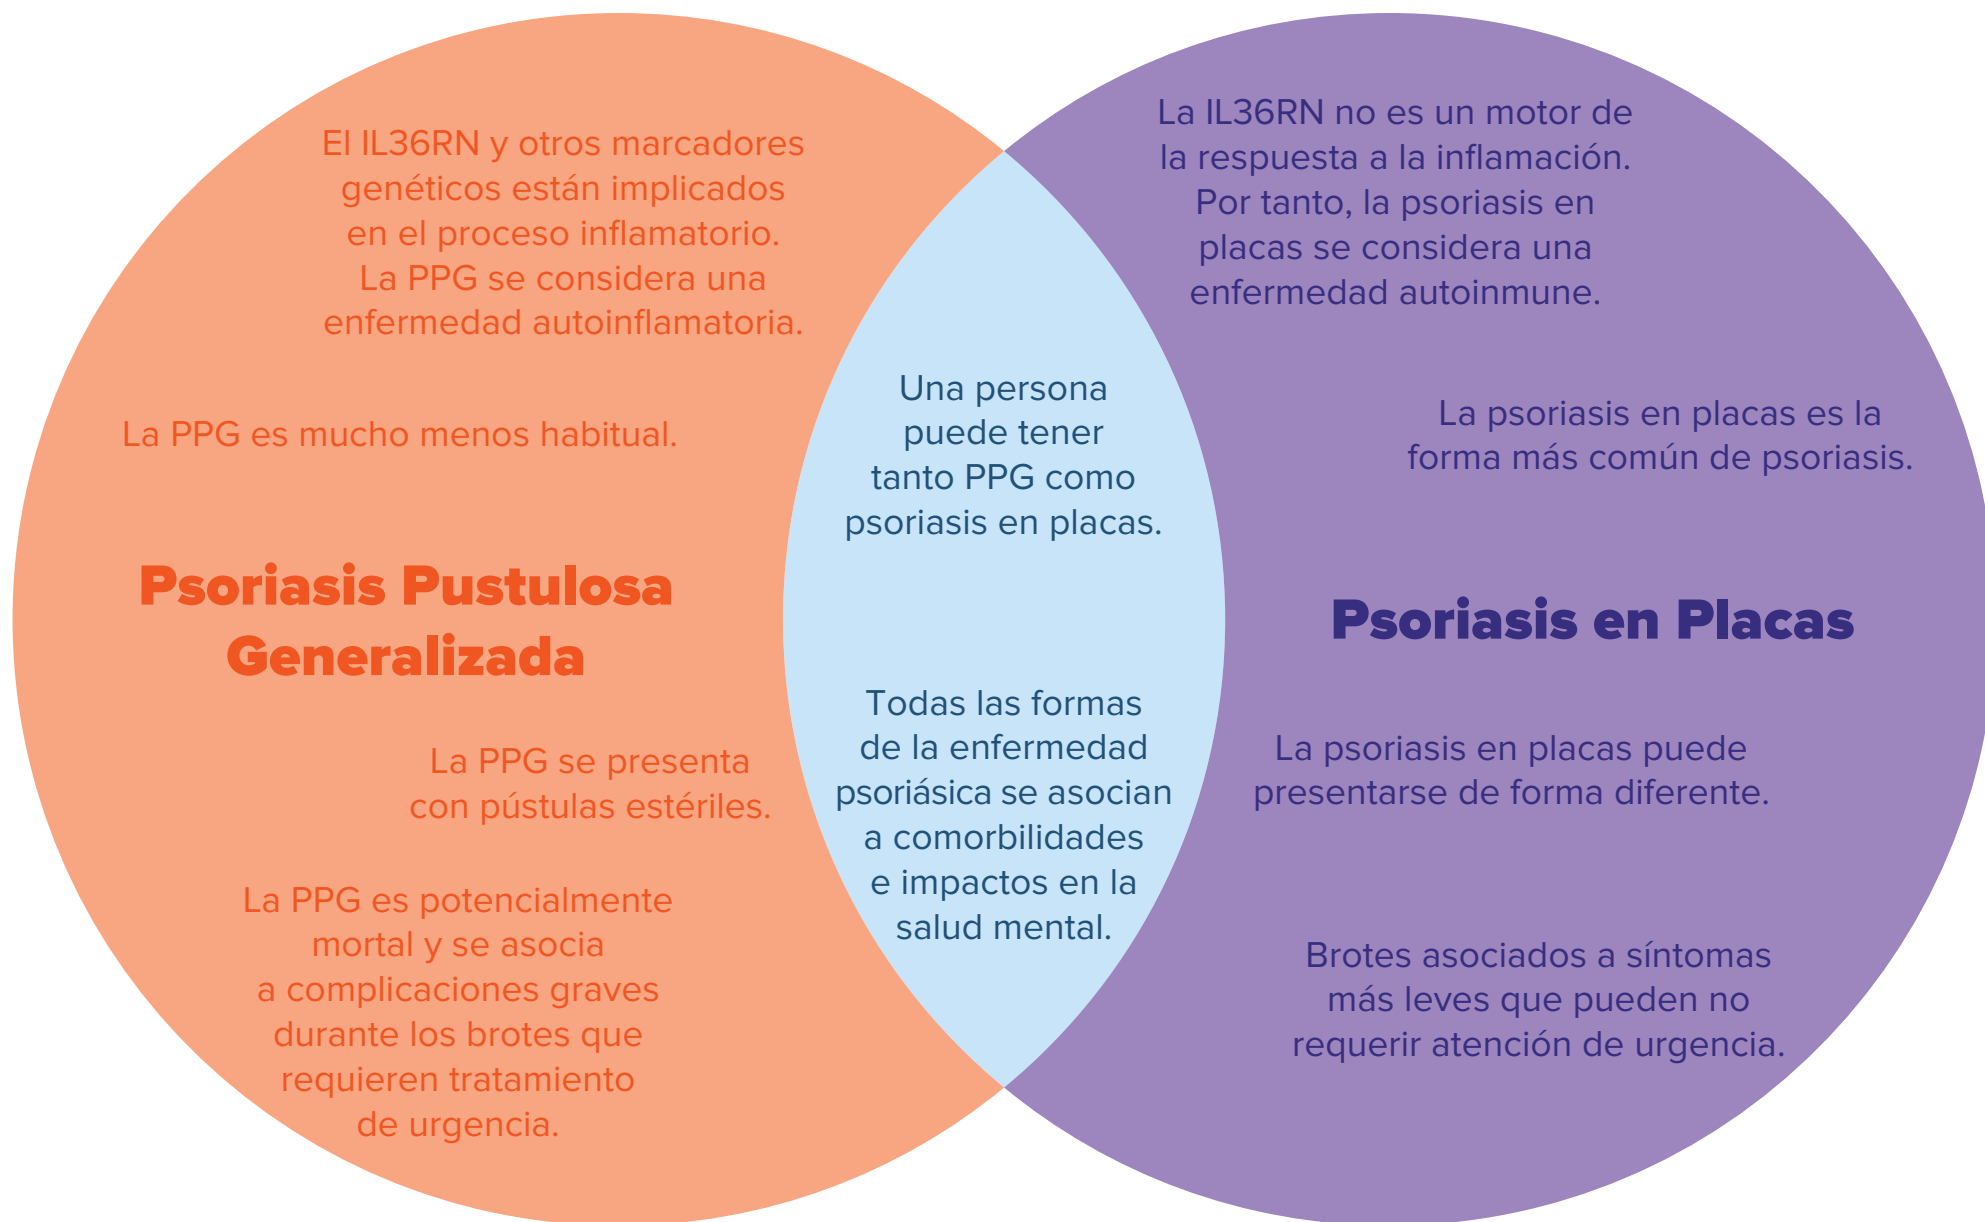 El IL36RN y otros marcadores
genéticos están implicados
en el proceso inflamatorio.
La PPG se considera una
enfermedad autoinflamatoria.
La PPG es mucho menos habitual.
Psoriasis Pustulosa
Generalizada
La PPG se presenta
con pústulas estériles.
La PPG es potencialmente
mortal y se asocia
a complicaciones graves
durante los brotes que
requieren tratamiento
de urgencia.
Una persona
puede tener
tanto PPG como
psoriasis en placas.
Todas las formas
de la enfermedad
psoriásica se asocian
a comorbilidades
e impactos en la
salud mental.
La IL36RN no es un motor de
la respuesta a la inflamación.
Por tanto, la psoriasis en
placas se considera una
enfermedad autoinmune.
La psoriasis en placas es la
forma más común de psoriasis.
Psoriasis en Placas
La psoriasis en placas puede
presentarse de forma diferente.
Brotes asociados a síntomas
más leves que pueden no
requerir atención de urgencia.